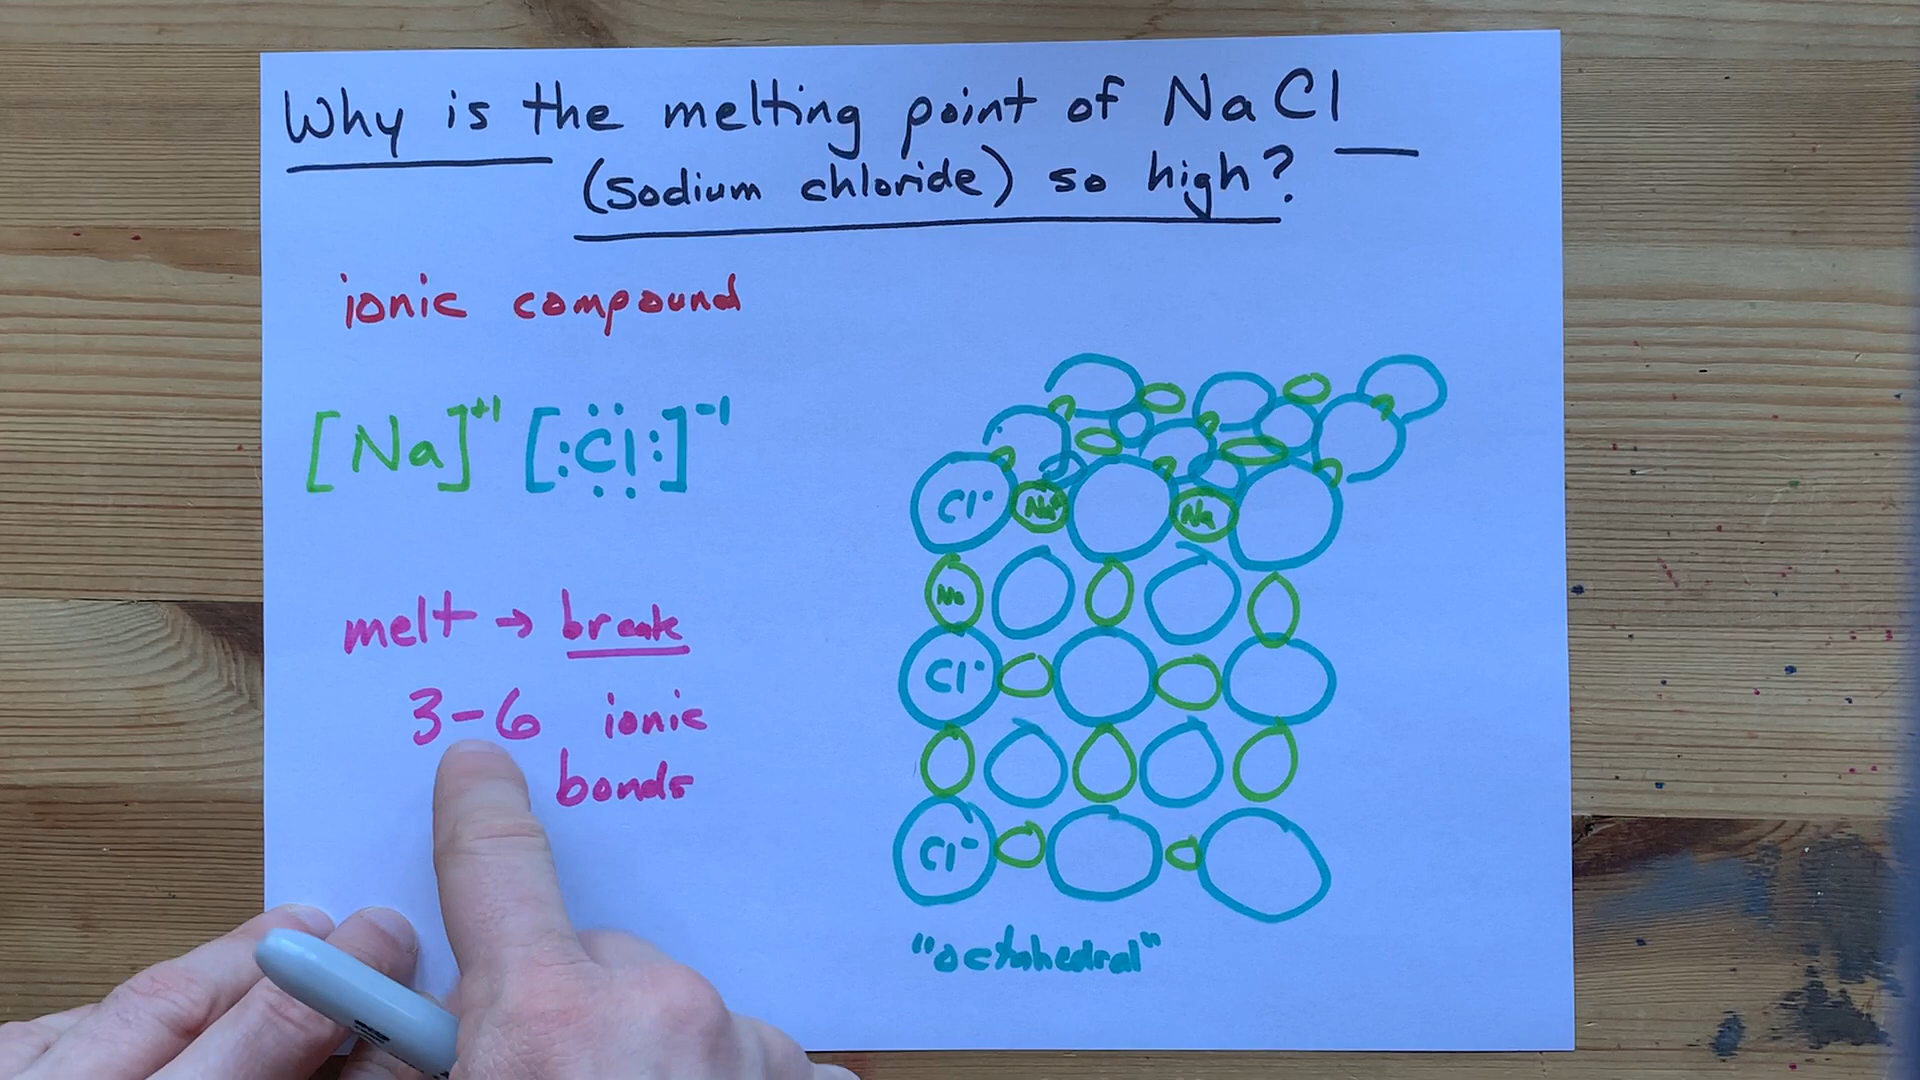 Why is the melting point of NaCl
(sodium chloride) so high?
ionic compound
[Na]⁺¹ [:Cl:]⁻¹
melt → break
3-6 ionic
bonds
Cl⁻ Na⁺ Na
Na
Cl⁻
Cl⁻
"octahedral"